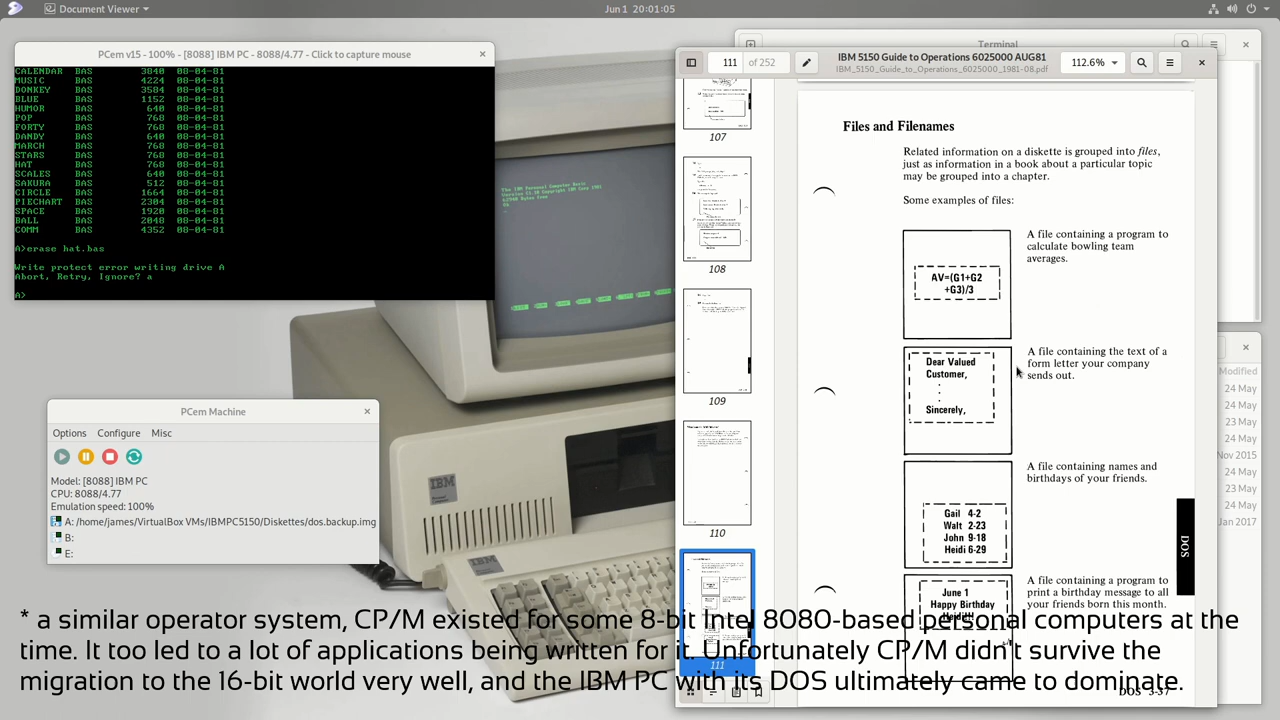 Document Viewer
Jun 1 20:01:05
PCem v15 - 100% - [8088] IBM PC - 8088/4.77 - Click to capture mouse
CALENDAR BAS 3840 08-04-81
MUSIC BAS 4224 08-04-81
DONKEY BAS 3584 08-04-81
BLUE BAS 1152 08-04-81
HUMOR BAS 640 08-04-81
POP BAS 768 08-04-81
FORTY BAS 768 08-04-81
DANDY BAS 640 08-04-81
MARCH BAS 768 08-04-81
STARS BAS 768 08-04-81
HAT BAS 768 08-04-81
SCALES BAS 640 08-04-81
SAKURA BAS 512 08-04-81
CIRCLE BAS 1664 08-04-81
PIECHART BAS 2304 08-04-81
SPACE BAS 1920 08-04-81
BALL BAS 2048 08-04-81
COMM BAS 4352 08-04-81
A>erase hat.bas
Write protect error writing drive A
Abort, Retry, Ignore? a
A>
PCem Machine
Options Configure Misc
Model: [8088] IBM PC
CPU: 8088/4.77
Emulation speed: 100%
A: /home/james/VirtualBox VMs/IBMPC5150/Diskettes/dos.backup.img
B:
E:
IBM
Terminal
111 of 252
IBM 5150 Guide to Operations 6025000 AUG81
IBM_5150_Guide_to_Operations_6025000_1981-08.pdf
112.6%
107
108
109
110
111
Files and Filenames
Related information on a diskette is grouped into files,
just as information in a book about a particular topic
may be grouped into a chapter.
Some examples of files:
AV=(G1+G2
+G3)/3
A file containing a program to
calculate bowling team
averages.
Dear Valued
Customer,
.
.
Sincerely,
A file containing the text of a
form letter your company
sends out.
Gail 4-2
Walt 2-23
John 9-18
Heidi 6-29
A file containing names and
birthdays of your friends.
June 1
Happy Birthday
A file containing a program to
print a birthday message to all
your friends born this month.
DOS
DOS 3-37
Modified
24 May
24 May
23 May
24 May
Nov 2015
24 May
23 May
24 May
Jan 2017
* a similar operator system, CP/M existed for some 8-bit Intel 8080-based personal computers at the
time. It too led to a lot of applications being written for it. Unfortunately CP/M didn't survive the
migration to the 16-bit world very well, and the IBM PC with its DOS ultimately came to dominate.